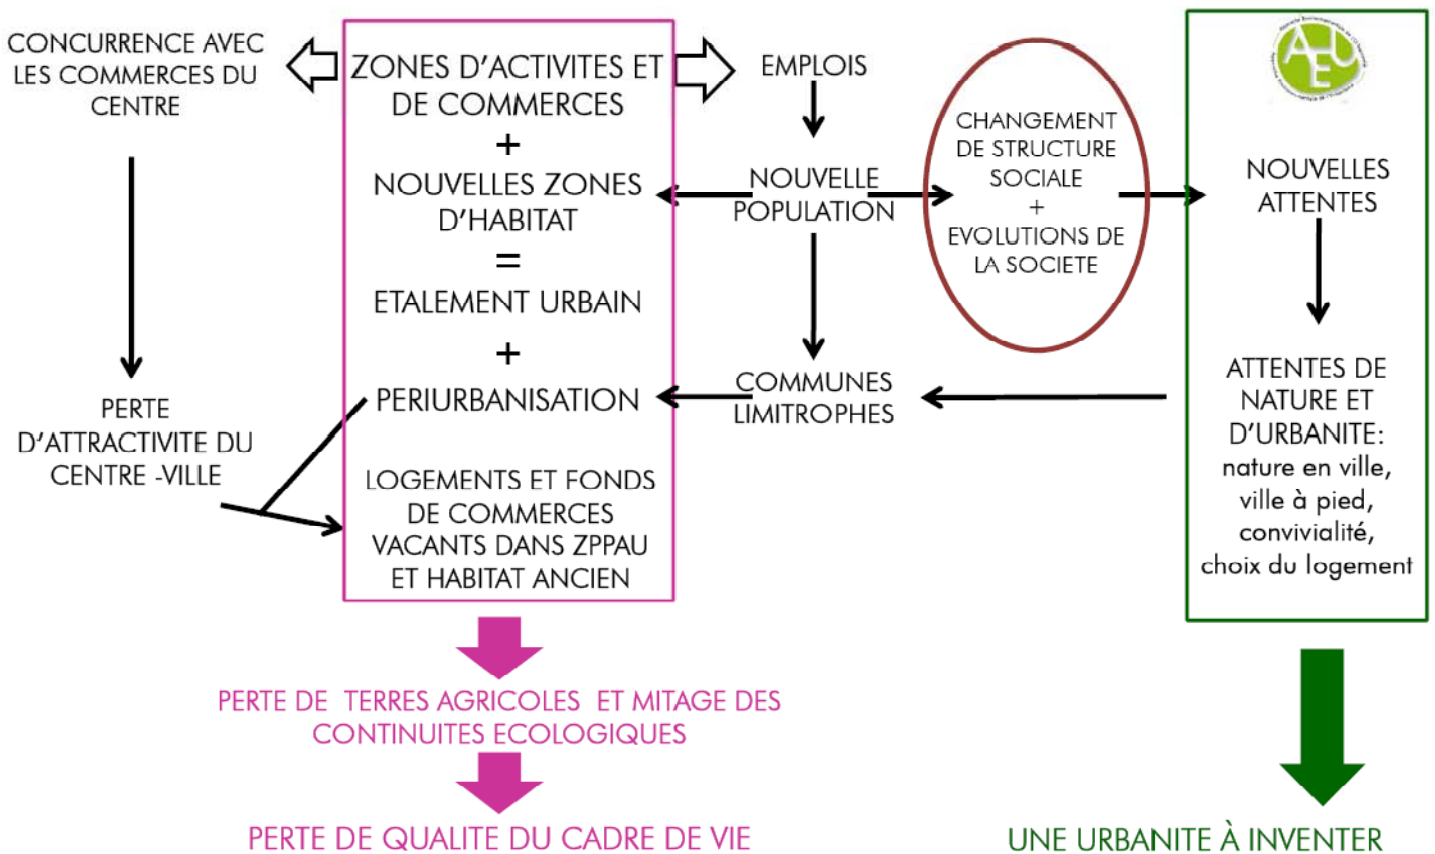 CONCURRENCE AVEC
LES COMMERCES DU
CENTRE
PERTE
D'ATTRACTIVITE DU
CENTRE -VILLE
ZONES D'ACTIVITES ET
DE COMMERCES
+
NOUVELLES ZONES
D'HABITAT
=
ETALEMENT URBAIN
+
PERIURBANISATION
LOGEMENTS ET FONDS
DE COMMERCES
VACANTS DANS ZPPAU
ET HABITAT ANCIEN
EMPLOIS
NOUVELLE
POPULATION
COMMUNES
LIMITROPHES
CHANGEMENT
DE STRUCTURE
SOCIALE
+
EVOLUTIONS DE
LA SOCIETE
AEU
NOUVELLES
ATTENTES
ATTENTES DE
NATURE ET
D'URBANITE:
nature en ville,
ville à pied,
convivialité,
choix du logement
PERTE DE TERRES AGRICOLES ET MITAGE DES
CONTINUITES ECOLOGIQUES
PERTE DE QUALITE DU CADRE DE VIE
UNE URBANITE À INVENTER